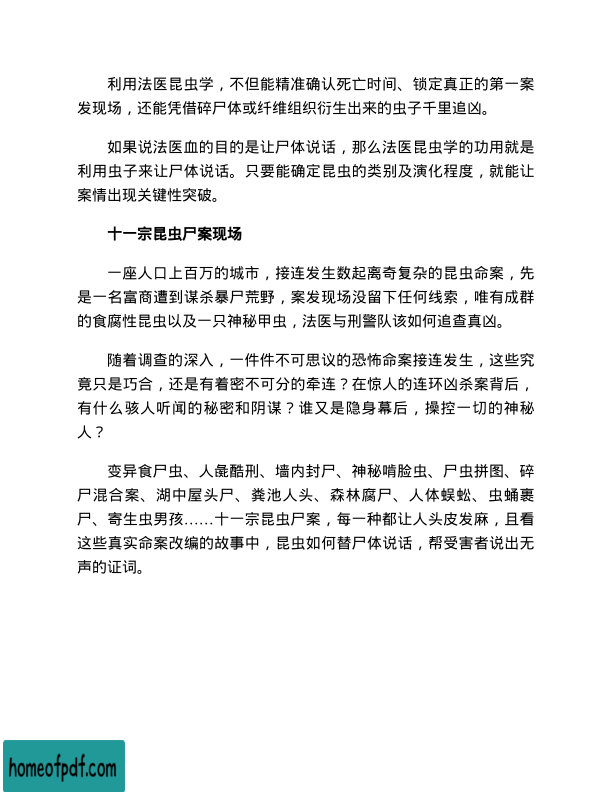 利用法医昆虫学，不但能精准确认死亡时间、锁定真正的第一案
发现场，还能凭借碎尸体或纤维组织衍生出来的虫子千里追凶。
如果说法医血的目的是让尸体说话，那么法医昆虫学的功用就是
利用虫子来让尸体说话。只要能确定昆虫的类别及演化程度，就能让
案情出现关键性突破。
十一宗昆虫尸案现场
一座人口上百万的城市，接连发生数起离奇复杂的昆虫命案，先
是一名富商遭到谋杀暴尸荒野，案发现场没留下任何线索，唯有成群
的食腐性昆虫以及一只神秘甲虫，法医与刑警队该如何追查真凶。
随着调查的深入，一件件不可思议的恐怖命案接连发生，这些究
竟只是巧合，还是有着密不可分的牵连？在惊人的连环凶杀案背后，
有什么骇人听闻的秘密和阴谋？谁又是隐身幕后，操控一切的神秘
人？
变异食尸虫、人彘酷刑、墙内封尸、神秘啃脸虫、尸虫拼图、碎
尸混合案、湖中屋头尸、粪池人头、森林腐尸、人体蜈蚣、虫蛹裹
尸、寄生虫男孩……十一宗昆虫尸案，每一种都让人头皮发麻，且看
这些真实命案改编的故事中，昆虫如何替尸体说话，帮受害者说出无
声的证词。
homeofpdf.com